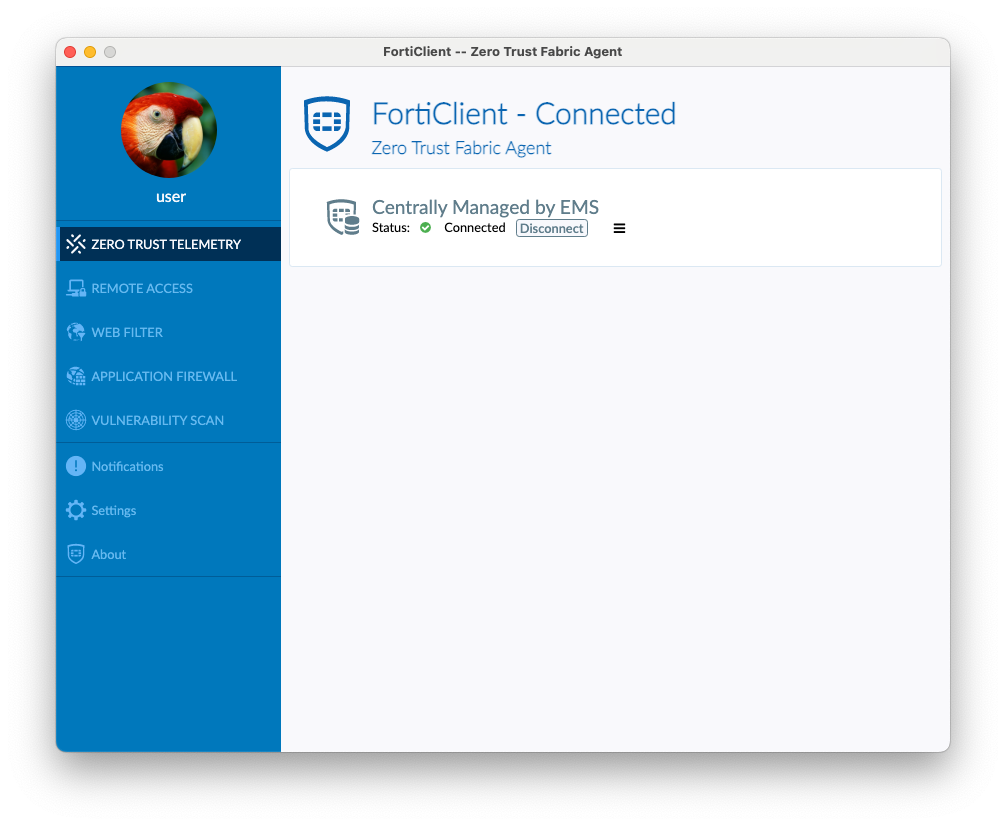 FortiClient -- Zero Trust Fabric Agent
user
ZERO TRUST TELEMETRY
REMOTE ACCESS
WEB FILTER
APPLICATION FIREWALL
VULNERABILITY SCAN
Notifications
Settings
About
FortiClient - Connected
Zero Trust Fabric Agent
Centrally Managed by EMS
Status: Connected Disconnect